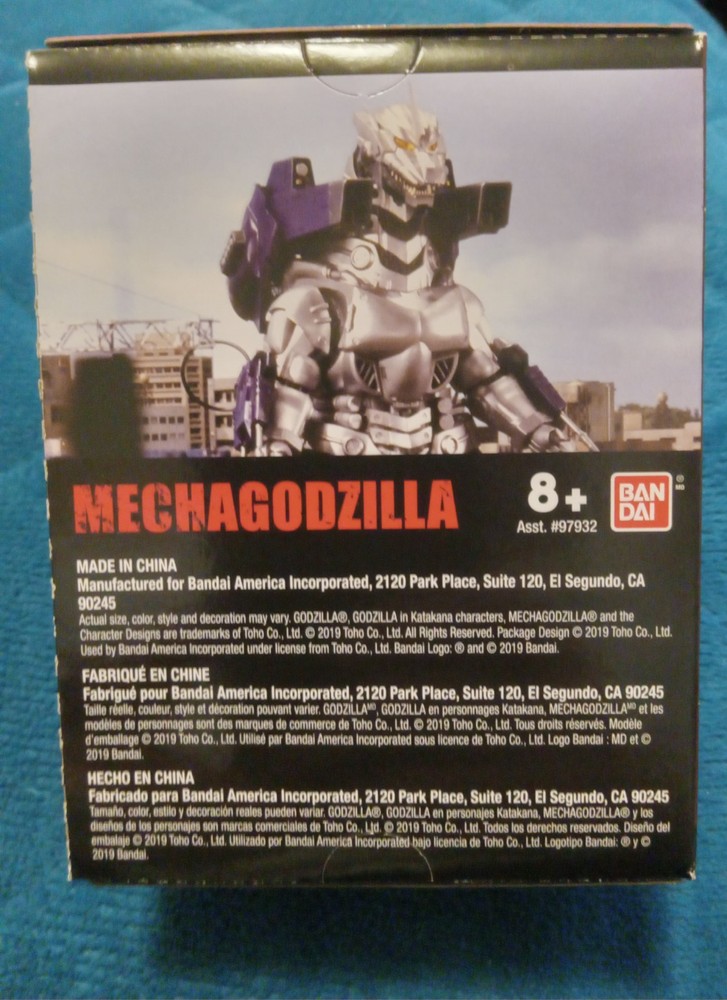 MECHAGODZILLA
8+
Asst. #97932
BAN
DAI
®
MD
MADE IN CHINA
Manufactured for Bandai America Incorporated, 2120 Park Place, Suite 120, El Segundo, CA
90245
Actual size, color, style and decoration may vary. GODZILLA®, GODZILLA in Katakana characters, MECHAGODZILLA® and the
Character Designs are trademarks of Toho Co., Ltd. © 2019 Toho Co., Ltd. All Rights Reserved. Package Design © 2019 Toho Co., Ltd.
Used by Bandai America Incorporated under license from Toho Co., Ltd. Bandai Logo: ® and © 2019 Bandai.
FABRIQUÉ EN CHINE
Fabrigué pour Bandai America Incorporated, 2120 Park Place, Suite 120, El Segundo, CA 90245
Taille réelle, couleur, style et décoration pouvant varier. GODZILLAᴹᴰ, GODZILLA en personnages Katakana, MECHAGODZILLAᴹᴰ et les
modèles de personnages sont des marques de commerce de Toho Co., Ltd. © 2019 Toho Co., Ltd. Tous droits réservés. Modèle
d'emballage © 2019 Toho Co., Ltd. Utilisé par Bandai America Incorporated sous licence de Toho Co., Ltd. Logo Bandai : MD et ©
2019 Bandai.
HECHO EN CHINA
Fabricado para Bandai America Incorporated, 2120 Park Place, Suite 120, El Segundo, CA 90245
Tamaño, color, estilo y decoración reales pueden variar. GODZILLA®, GODZILLA en personajes Katakana, MECHAGODZILLA® y los
diseños de los personajes son marcas comerciales de Toho Co., Ltd. © 2019 Toho Co., Ltd. Todos los derechos reservados. Diseño del
embalaje © 2019 Toho Co., Ltd. Utilizado por Bandai America Incorporated bajo licencia de Toho Co., Ltd. Logotipo Bandai: ® y ©
2019 Bandai.